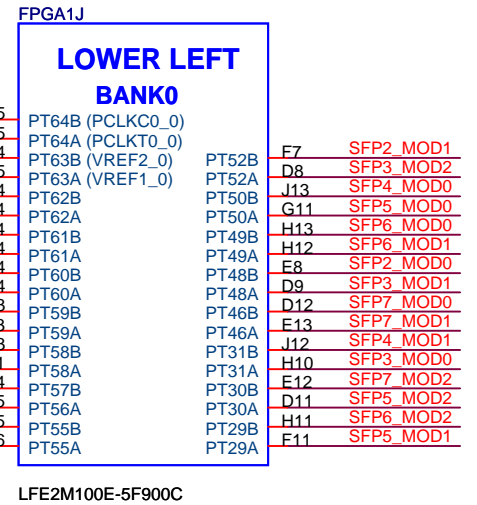 FPGA1J
LOWER LEFT
BANK0
PT64B (PCLKC0_0)
PT64A (PCLKT0_0)
PT63B (VREF2_0)
PT63A (VREF1_0)
PT62B
PT62A
PT61B
PT61A
PT60B
PT60A
PT59B
PT59A
PT58B
PT58A
PT57B
PT56A
PT55B
PT55A
PT52B F7 SFP2_MOD1
PT52A D8 SFP3_MOD2
PT50B J13 SFP4_MOD0
PT50A G11 SFP5_MOD0
PT49B H13 SFP6_MOD0
PT49A H12 SFP6_MOD1
PT48B E8 SFP2_MOD0
PT48A D9 SFP3_MOD1
PT46B D12 SFP7_MOD0
PT46A E13 SFP7_MOD1
PT31B J12 SFP4_MOD1
PT31A H10 SFP3_MOD0
PT30B E12 SFP7_MOD2
PT30A D11 SFP5_MOD2
PT29B H11 SFP6_MOD2
PT29A F11 SFP5_MOD1
LFE2M100E-5F900C